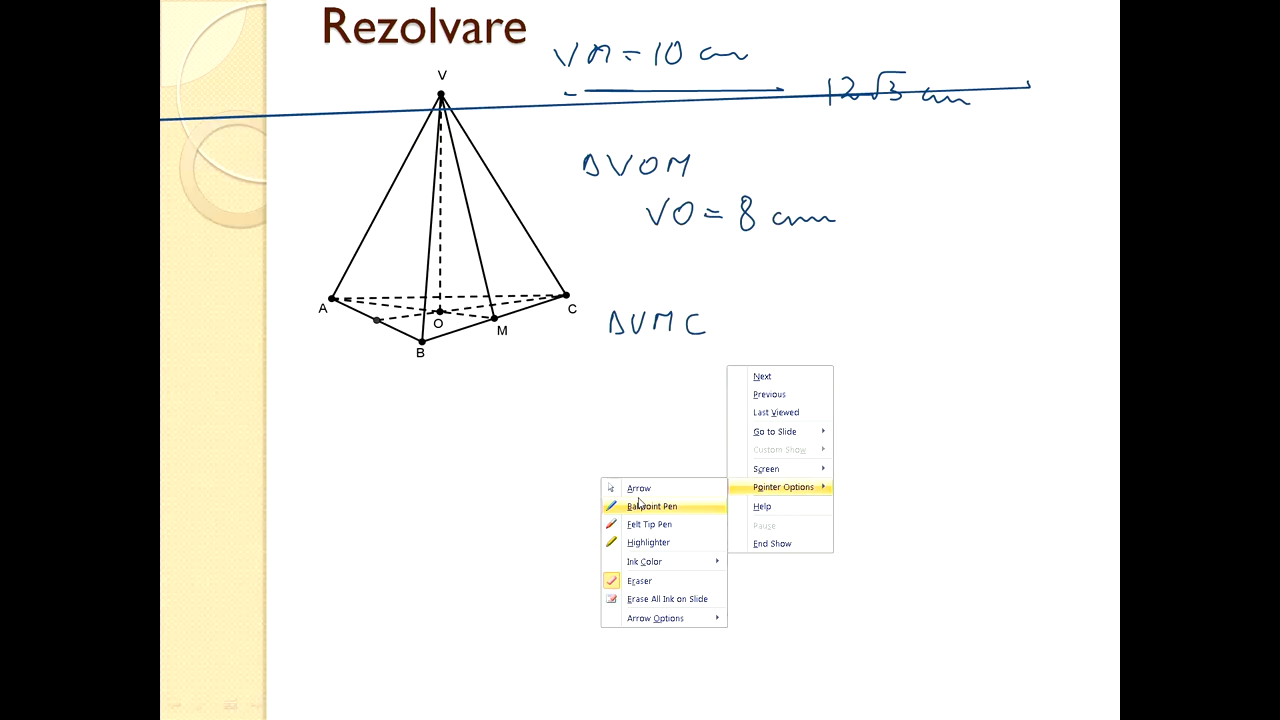 Rezolvare
VM = 10 cm
12√3 cm
V
ΔVOM
VO = 8 cm
A
O
M
C
B
ΔVMC
Next
Previous
Last Viewed
Go to Slide
Custom Show
Screen
Pointer Options
Help
Pause
End Show
Arrow
Ballpoint Pen
Felt Tip Pen
Highlighter
Ink Color
Eraser
Erase All Ink on Slide
Arrow Options